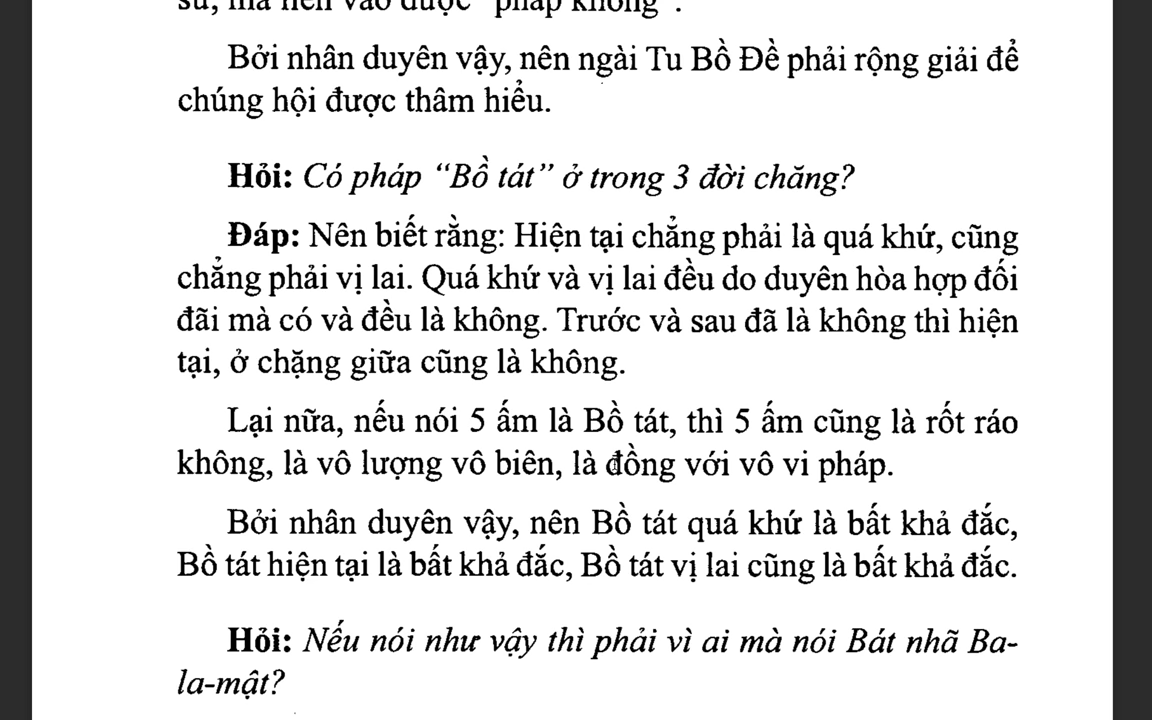 sử, mà nên vào được "pháp không".
Bởi nhân duyên vậy, nên ngài Tu Bồ Đề phải rộng giải để
chúng hội được thâm hiểu.
Hỏi: Có pháp “Bồ tát” ở trong 3 đời chăng?
Đáp: Nên biết rằng: Hiện tại chẳng phải là quá khứ, cũng
chẳng phải vị lai. Quá khứ và vị lai đều do duyên hòa hợp đối
đãi mà có và đều là không. Trước và sau đã là không thì hiện
tại, ở chặng giữa cũng là không.
Lại nữa, nếu nói 5 ấm là Bồ tát, thì 5 ấm cũng là rốt ráo
không, là vô lượng vô biên, là đồng với vô vi pháp.
Bởi nhân duyên vậy, nên Bồ tát quá khứ là bất khả đắc,
Bồ tát hiện tại là bất khả đắc, Bồ tát vị lai cũng là bất khả đắc.
Hỏi: Nếu nói như vậy thì phải vì ai mà nói Bát nhã Ba-
la-mật?